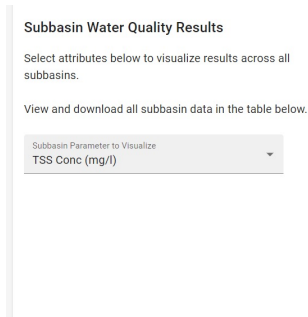 Subbasin Water Quality Results
Select attributes below to visualize results across all
subbasins.
View and download all subbasin data in the table below.
Subbasin Parameter to Visualize
TSS Conc (mg/l)